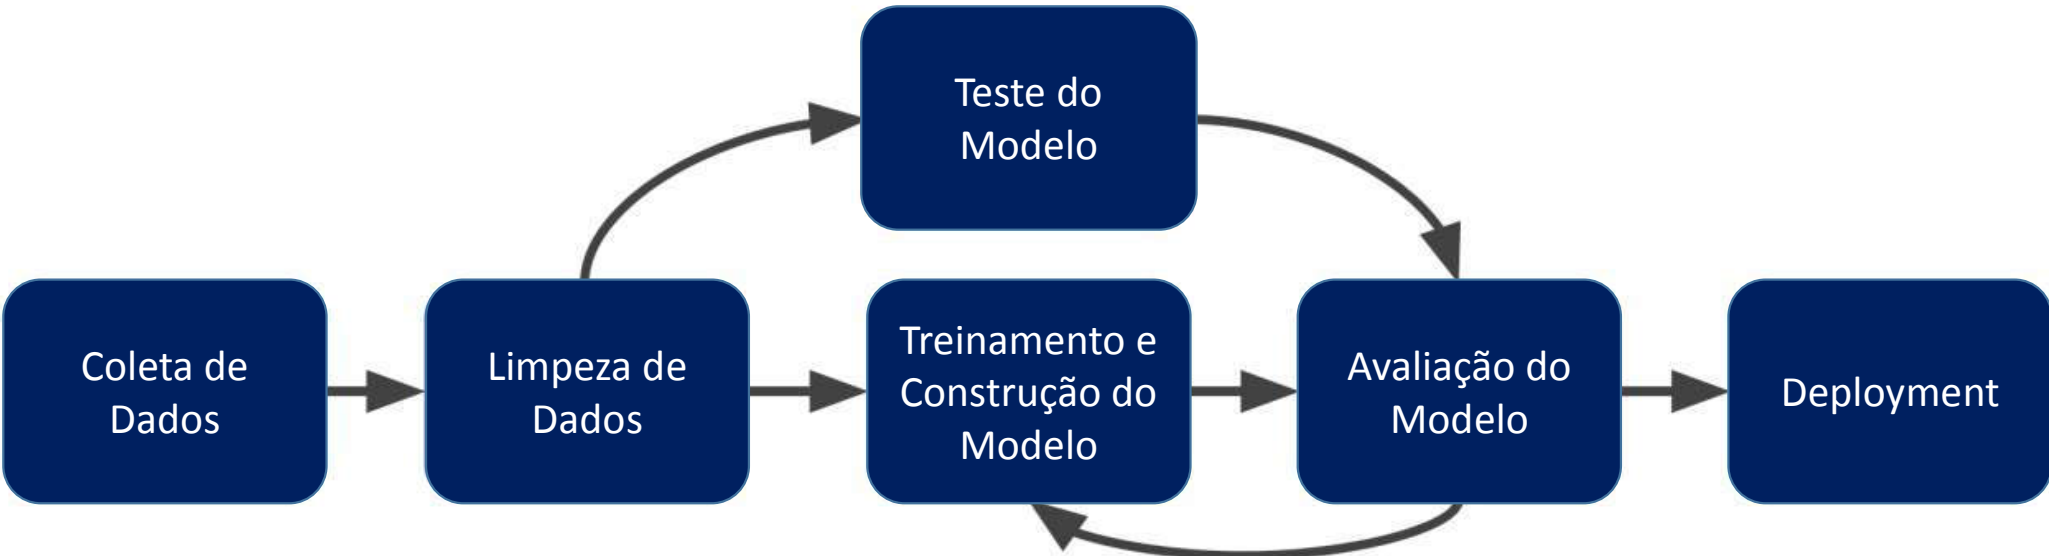 Teste do
Modelo
Coleta de
Dados
Limpeza de
Dados
Treinamento e
Construção do
Modelo
Avaliação do
Modelo
Deployment